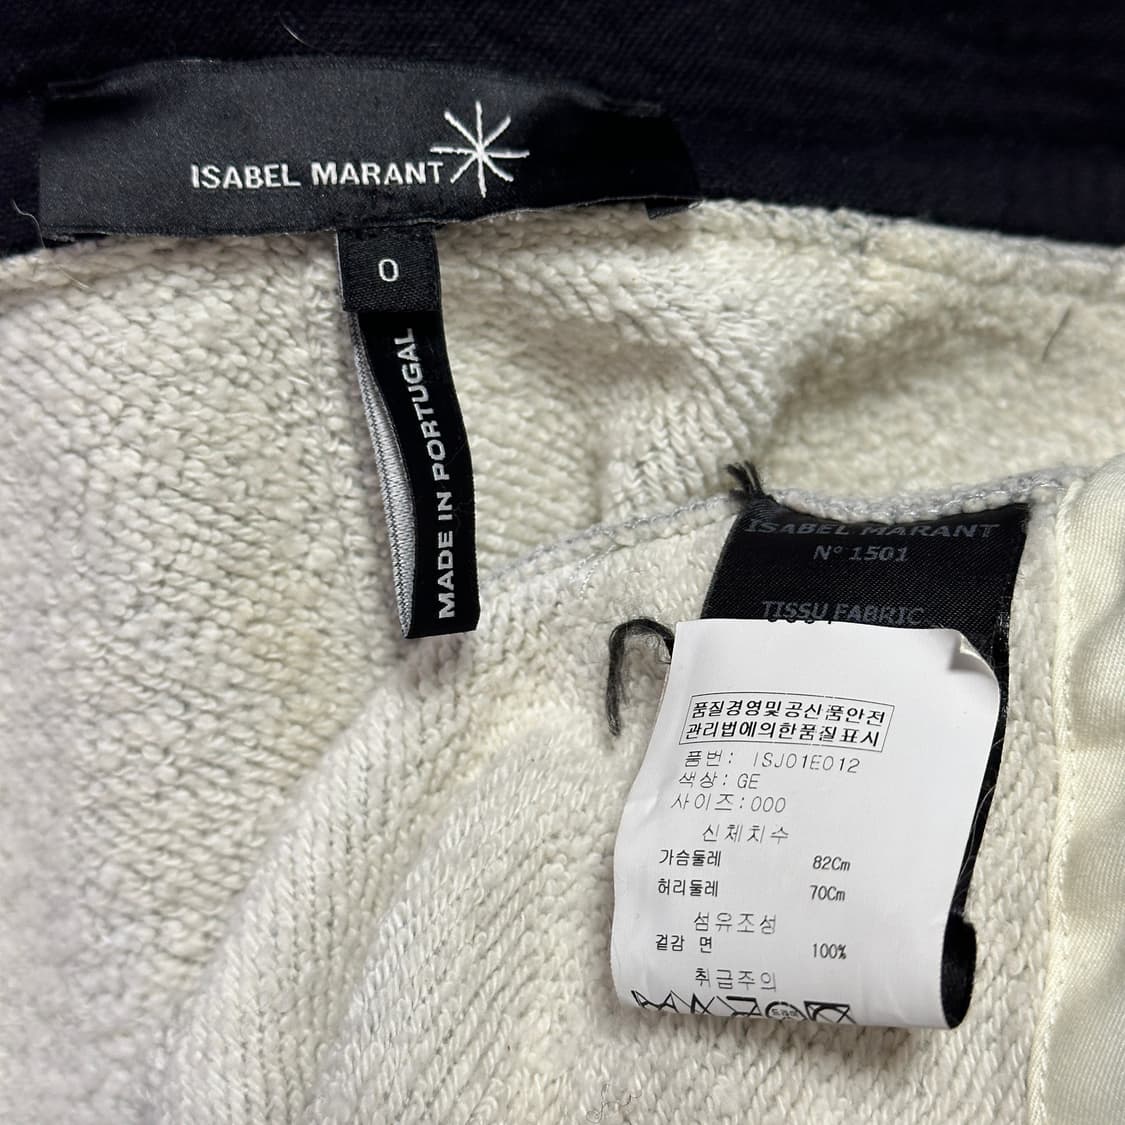 ISABEL MARANT
0
MADE IN PORTUGAL
ISABEL MARANT
N° 1501
TISSU FABRIC
품질경영및공산품안전
관리법에의한품질표시
품번: ISJ01E012
색상: GE
사이즈:000
신체치수
가슴둘레 82Cm
허리둘레 70Cm
섬유조성
겉감 면 100%
취급주의
드라이